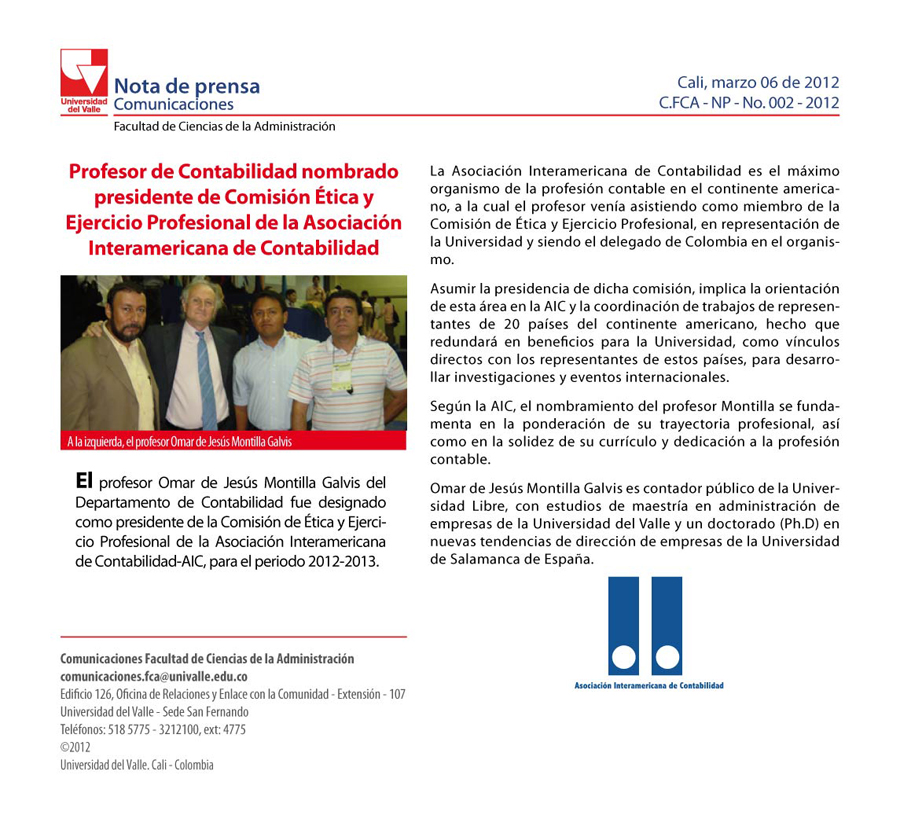 Universidad
del Valle
Nota de prensa
Comunicaciones
Facultad de Ciencias de la Administración
Cali, marzo 06 de 2012
C.FCA - NP - No. 002 - 2012
Profesor de Contabilidad nombrado
presidente de Comisión Ética y
Ejercicio Profesional de la Asociación
Interamericana de Contabilidad
A la izquierda, el profesor Omar de Jesús Montilla Galvis
El profesor Omar de Jesús Montilla Galvis del
Departamento de Contabilidad fue designado
como presidente de la Comisión de Ética y Ejerci-
cio Profesional de la Asociación Interamericana
de Contabilidad-AIC, para el periodo 2012-2013.
La Asociación Interamericana de Contabilidad es el máximo
organismo de la profesión contable en el continente america-
no, a la cual el profesor venía asistiendo como miembro de la
Comisión de Ética y Ejercicio Profesional, en representación de
la Universidad y siendo el delegado de Colombia en el organis-
mo.
Asumir la presidencia de dicha comisión, implica la orientación
de esta área en la AIC y la coordinación de trabajos de represen-
tantes de 20 países del continente americano, hecho que
redundará en beneficios para la Universidad, como vínculos
directos con los representantes de estos países, para desarro-
llar investigaciones y eventos internacionales.
Según la AIC, el nombramiento del profesor Montilla se funda-
menta en la ponderación de su trayectoria profesional, así
como en la solidez de su currículo y dedicación a la profesión
contable.
Omar de Jesús Montilla Galvis es contador público de la Univer-
sidad Libre, con estudios de maestría en administración de
empresas de la Universidad del Valle y un doctorado (Ph.D) en
nuevas tendencias de dirección de empresas de la Universidad
de Salamanca de España.
Asociación Interamericana de Contabilidad
Comunicaciones Facultad de Ciencias de la Administración
comunicaciones.fca@univalle.edu.co
Edificio 126, Oficina de Relaciones y Enlace con la Comunidad - Extensión - 107
Universidad del Valle - Sede San Fernando
Teléfonos: 518 5775 - 3212100, ext: 4775
©2012
Universidad del Valle. Cali - Colombia